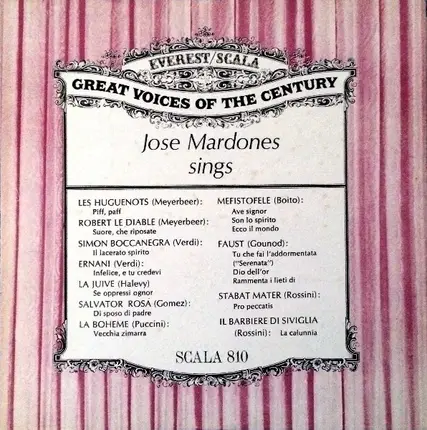 EVEREST/SCALA
GREAT VOICES OF THE CENTURY
Jose Mardones
sings
LES HUGUENOTS (Meyerbeer):
Piff, paff
ROBERT LE DIABLE (Meyerbeer):
Suore, che riposate
SIMON BOCCANEGRA (Verdi):
Il lacerato spirito
ERNANI (Verdi):
Infelice, e tu credevi
LA JUIVE (Halevy)
Se oppressi ognor
SALVATOR ROSA (Gomez):
Di sposo di padre
LA BOHEME (Puccini):
Vecchia zimarra
MEFISTOFELE (Boito):
Ave signor
Son lo spirito
Ecco il mondo
FAUST (Gounod):
Tu che fai l'addormentata
("Serenata")
Dio dell'or
Rammenta i lieti di
STABAT MATER (Rossini):
Pro peccatis
IL BARBIERE DI SIVIGLIA
(Rossini): La calunnia
SCALA 810